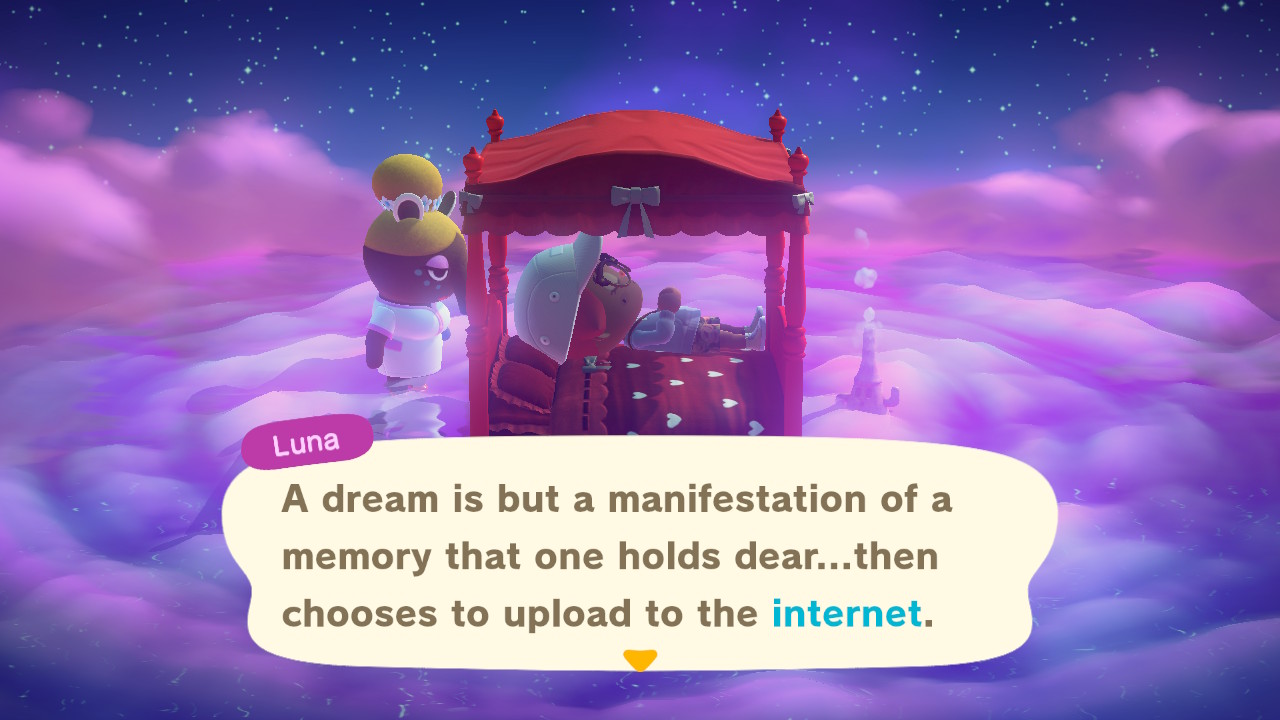 Luna
A dream is but a manifestation of a
memory that one holds dear...then
chooses to upload to the internet.